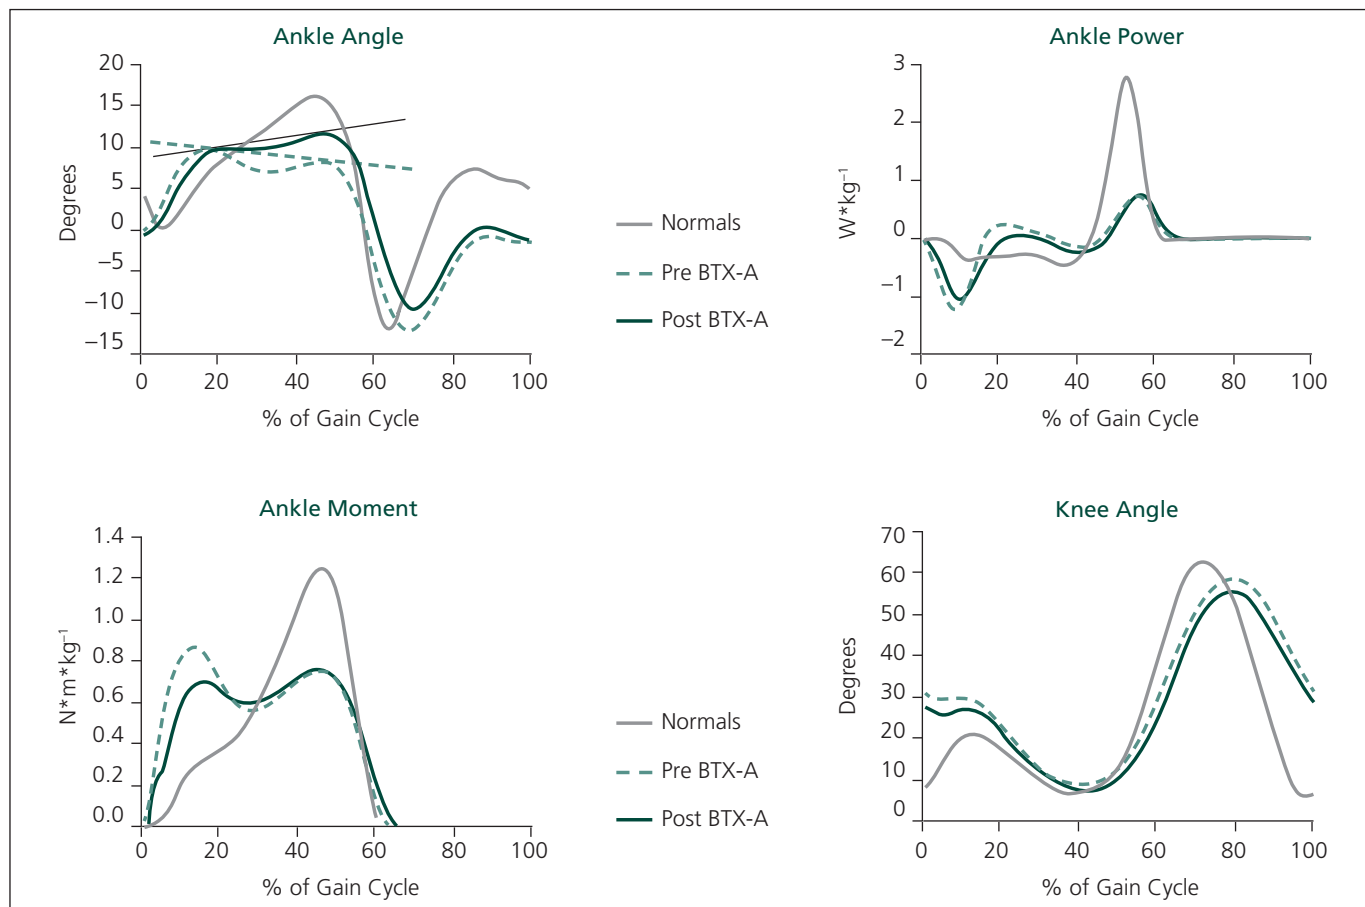 Ankle Angle
20
15
10
5
0
−5
−10
−15
Degrees
0 20 40 60 80 100
% of Gain Cycle
Normals
Pre BTX-A
Post BTX-A
Ankle Power
3
2
1
0
−1
−2
W*kg−1
0 20 40 60 80 100
% of Gain Cycle
Ankle Moment
1.4
1.2
1.0
0.8
0.6
0.4
0.2
0.0
N*m*kg−1
0 20 40 60 80 100
% of Gain Cycle
Normals
Pre BTX-A
Post BTX-A
Knee Angle
70
60
50
40
30
20
10
0
Degrees
0 20 40 60 80 100
% of Gain Cycle